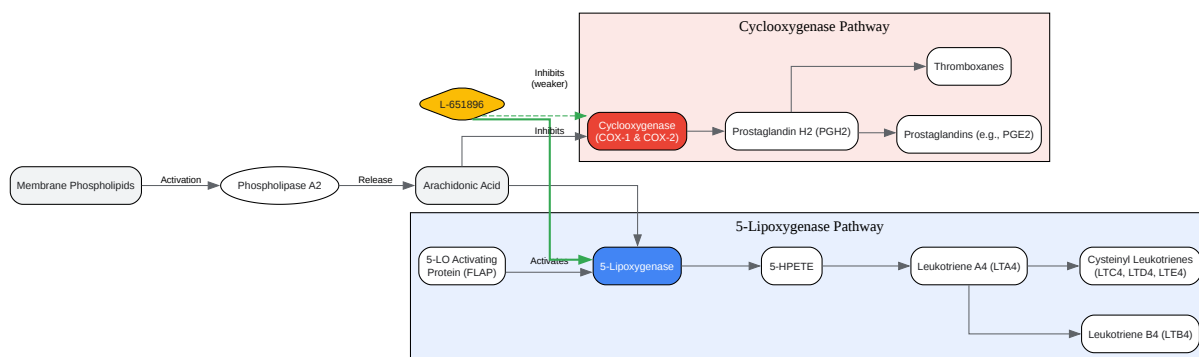 Cyclooxygenase Pathway
Thromboxanes
Inhibits
(weaker)
L-651896
Cyclooxygenase
(COX-1 & COX-2)
Prostaglandin H2 (PGH2)
Prostaglandins (e.g., PGE2)
Inhibits
Membrane Phospholipids
Activation
Phospholipase A2
Release
Arachidonic Acid
5-Lipoxygenase Pathway
5-LO Activating
Protein (FLAP)
Activates
5-Lipoxygenase
5-HPETE
Leukotriene A4 (LTA4)
Cysteinyl Leukotrienes
(LTC4, LTD4, LTE4)
Leukotriene B4 (LTB4)